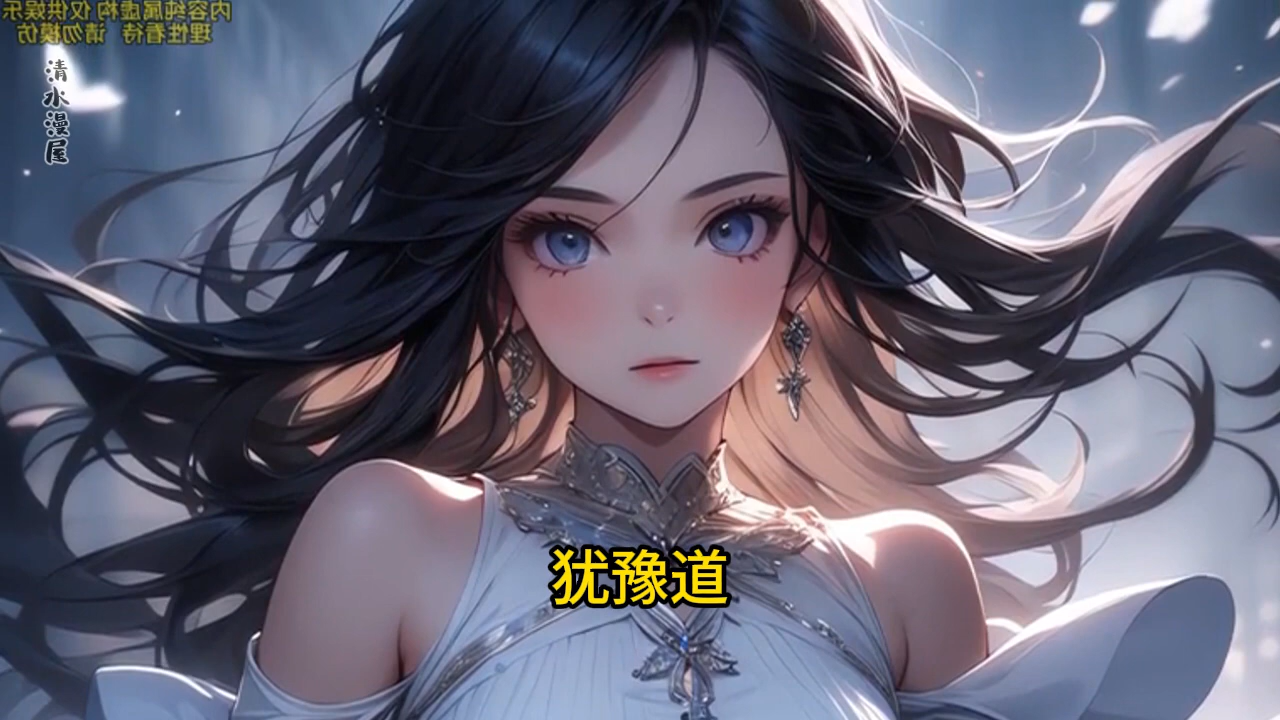 内容纯属虚构 仅供娱乐
理性看待 请勿模仿
清水漫屋
犹豫道